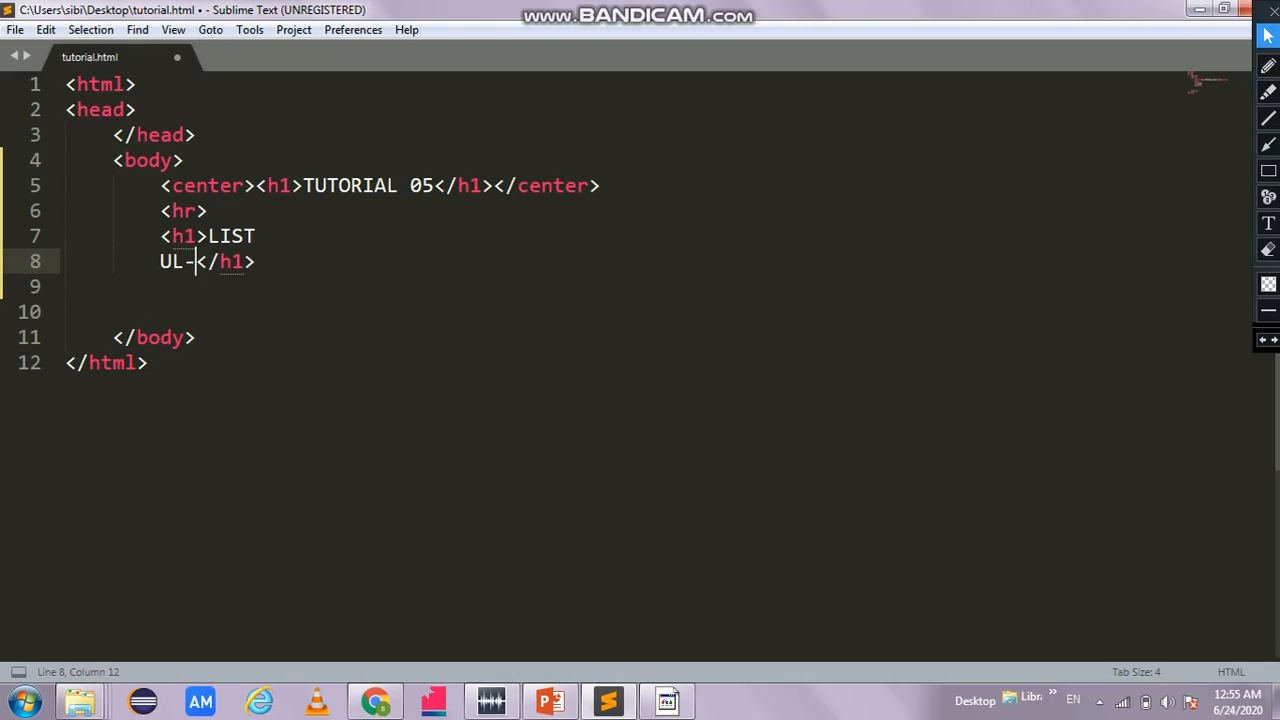 C:\Users\sibi\Desktop\tutorial.html • - Sublime Text (UNREGISTERED)
www.BANDICAM.com
File Edit Selection Find View Goto Tools Project Preferences Help
tutorial.html
1 <html>
2 <head>
3 </head>
4 <body>
5 <center><h1>TUTORIAL 05</h1></center>
6 <hr>
7 <h1>LIST
8 UL-</h1>
9
10
11 </body>
12 </html>
Line 8, Column 12
Tab Size: 4
HTML
AM
Desktop
Libra
EN
12:55 AM
6/24/2020